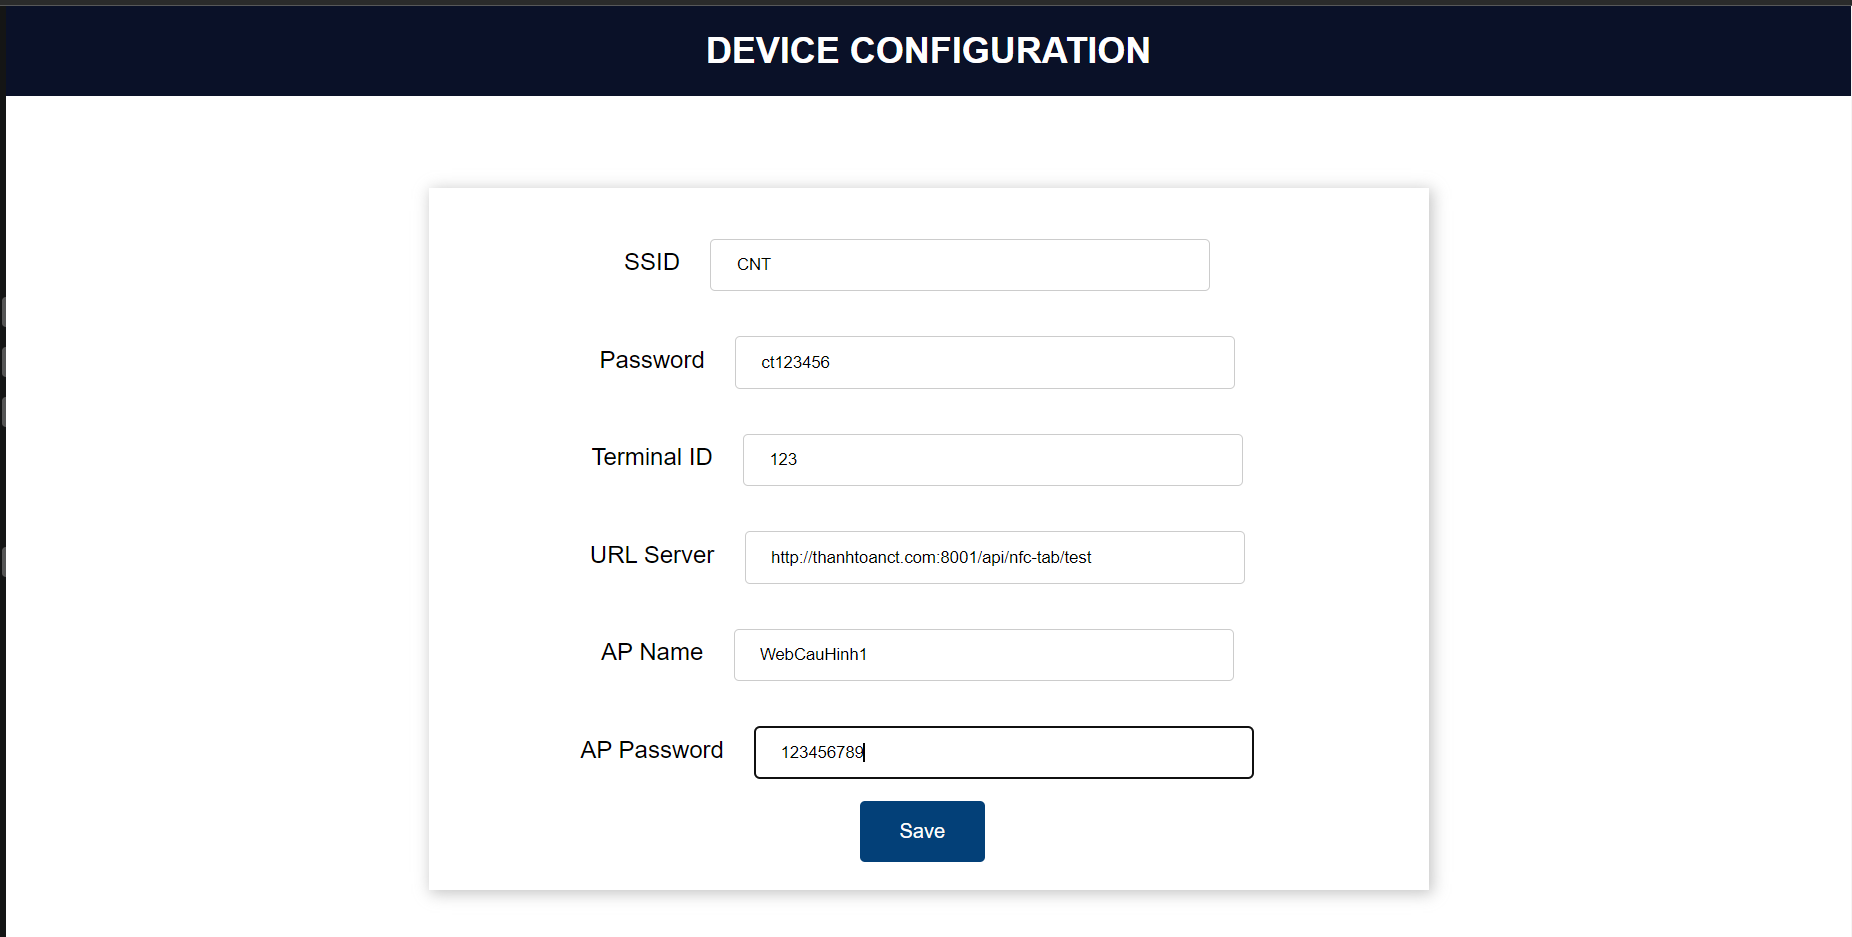 DEVICE CONFIGURATION
SSID CNT
Password ct123456
Terminal ID 123
URL Server http://thanhtoanct.com:8001/api/nfc-tab/test
AP Name WebCauHinh1
AP Password 123456789
Save